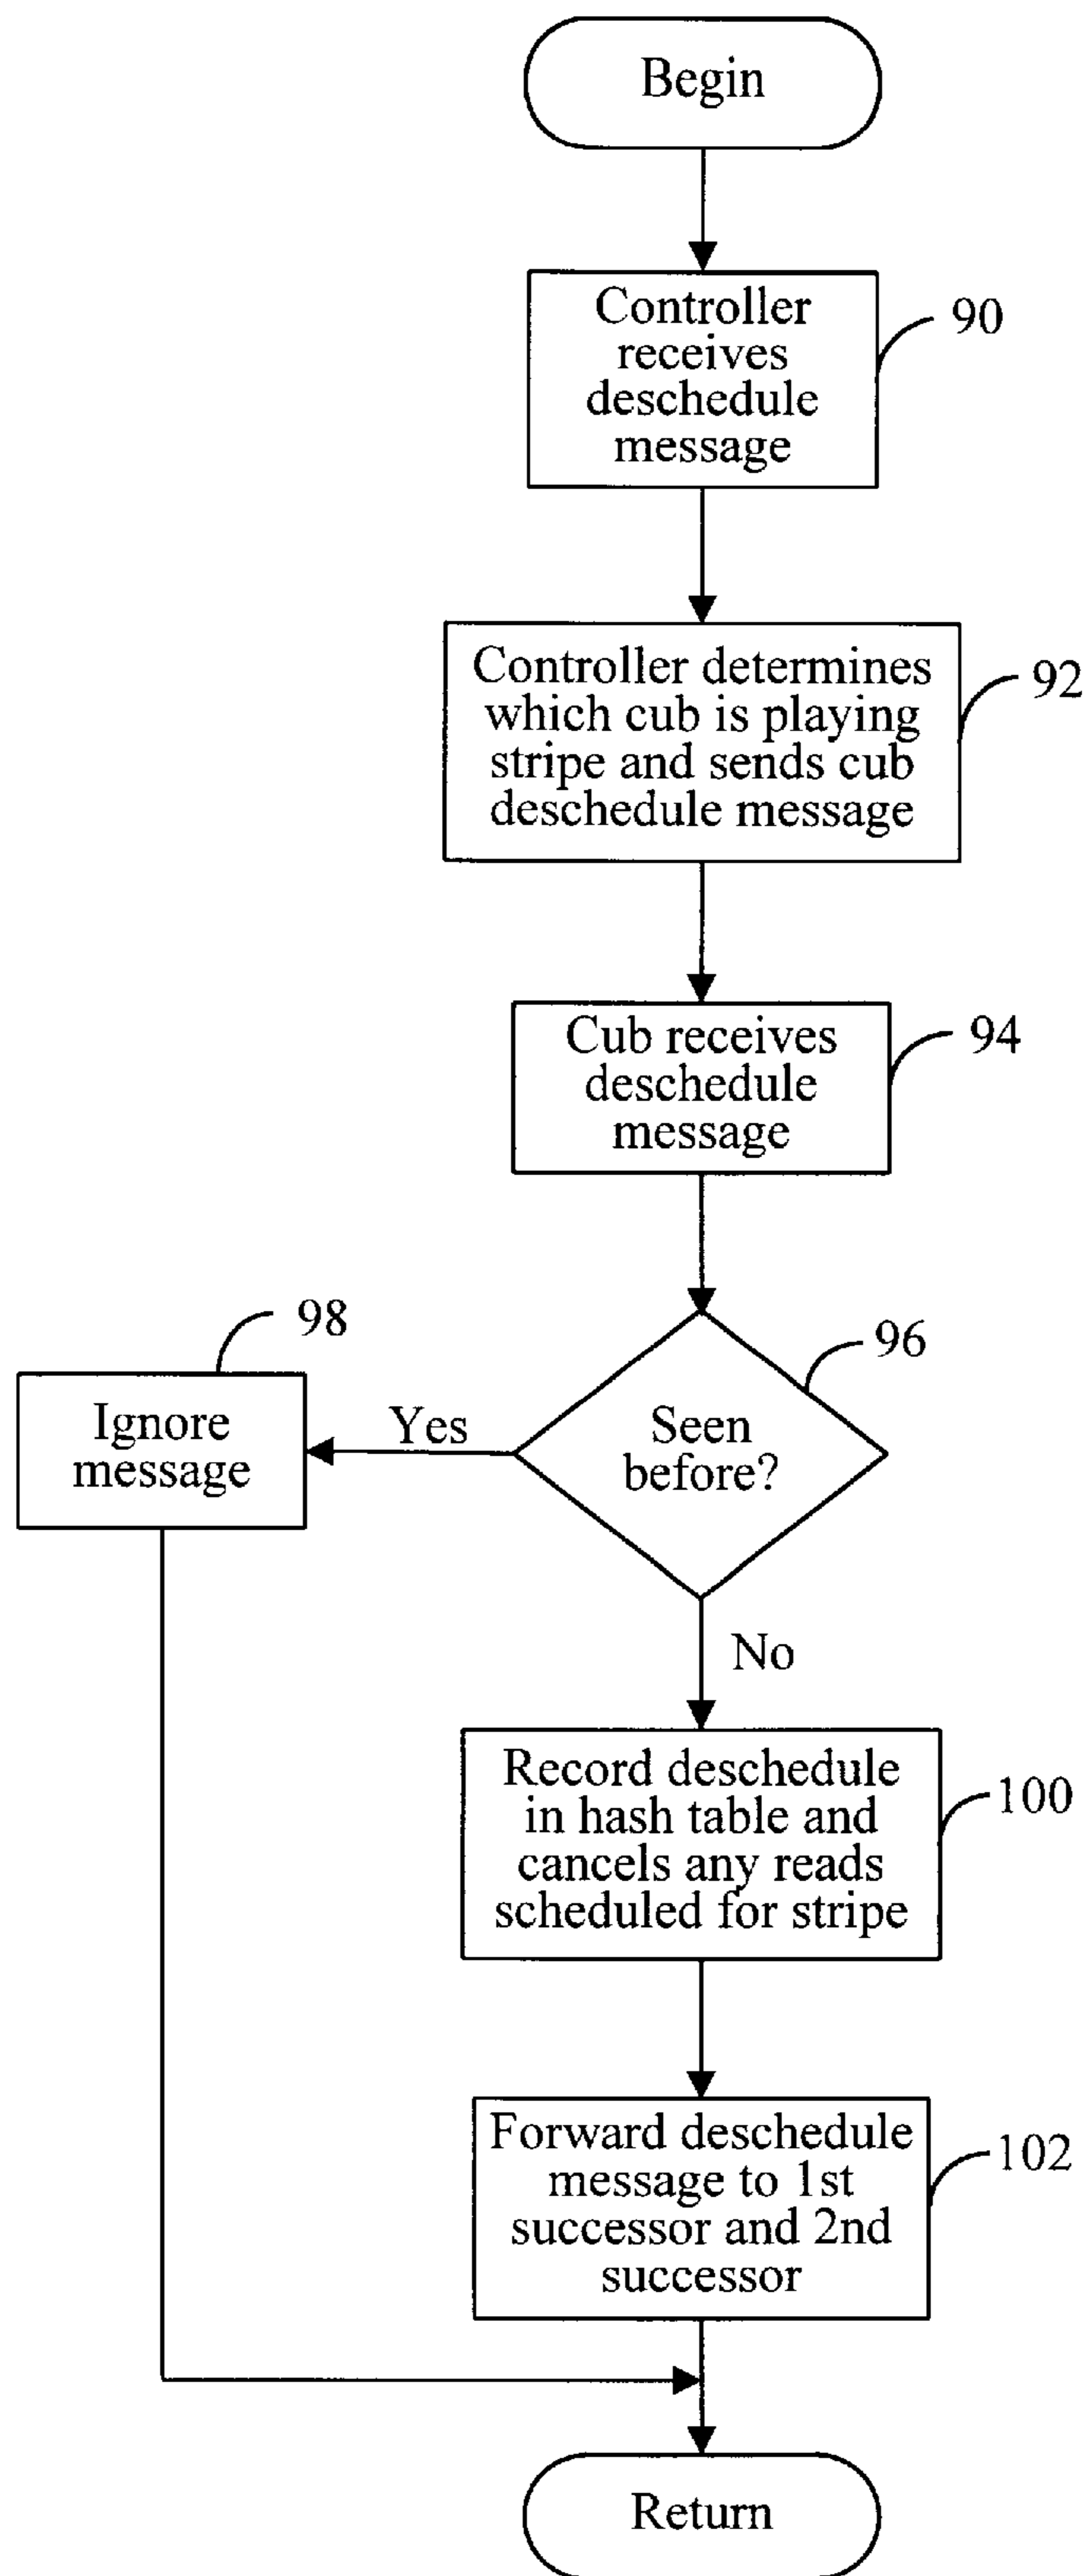 Begin
Controller
receives
deschedule
message
90
Controller determines
which cub is playing
stripe and sends cub
deschedule message
92
Cub receives
deschedule
message
94
98
96
Ignore
message
Yes
Seen
before?
No
Record deschedule
in hash table and
cancels any reads
scheduled for stripe
100
Forward deschedule
message to 1st
successor and 2nd
successor
102
Return